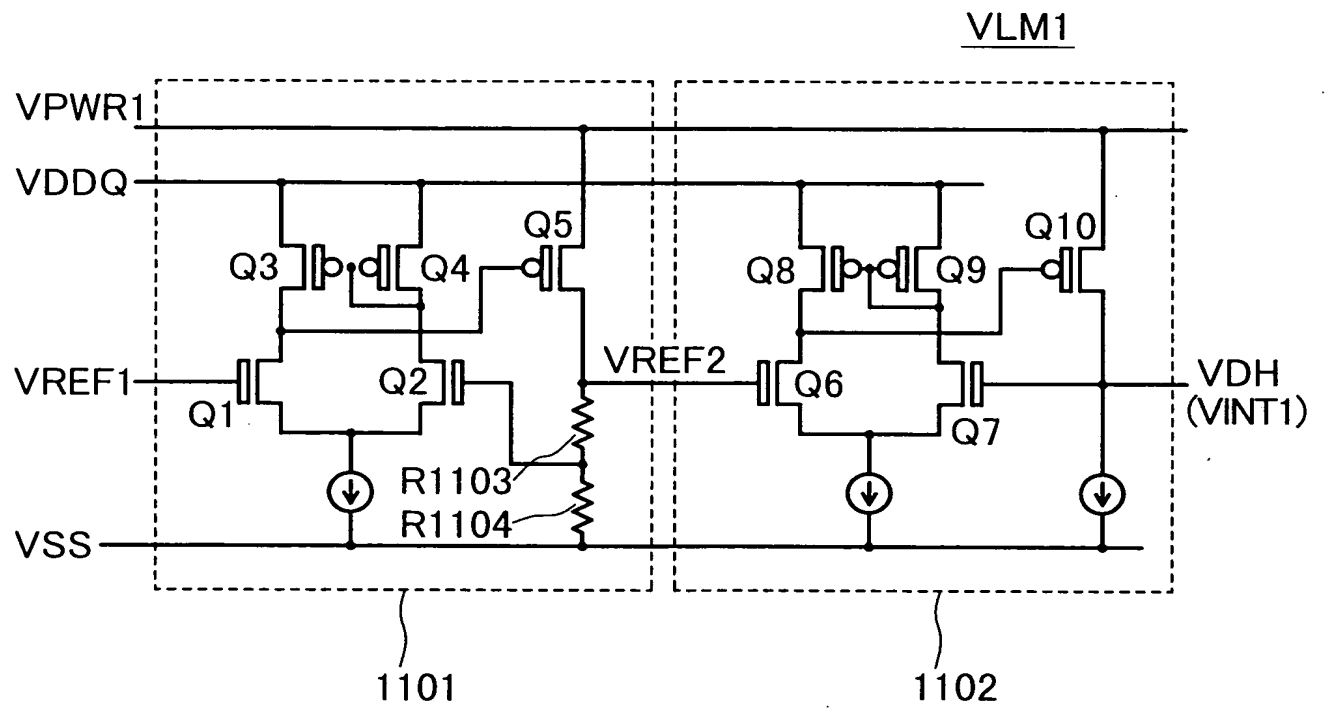 VLM1
VPWR1
VDDQ
Q3
Q4
Q5
Q8
Q9
Q10
VREF1
Q1
Q2
VREF2
Q6
Q7
VDH
(VINT1)
R1103
R1104
VSS
1101
1102